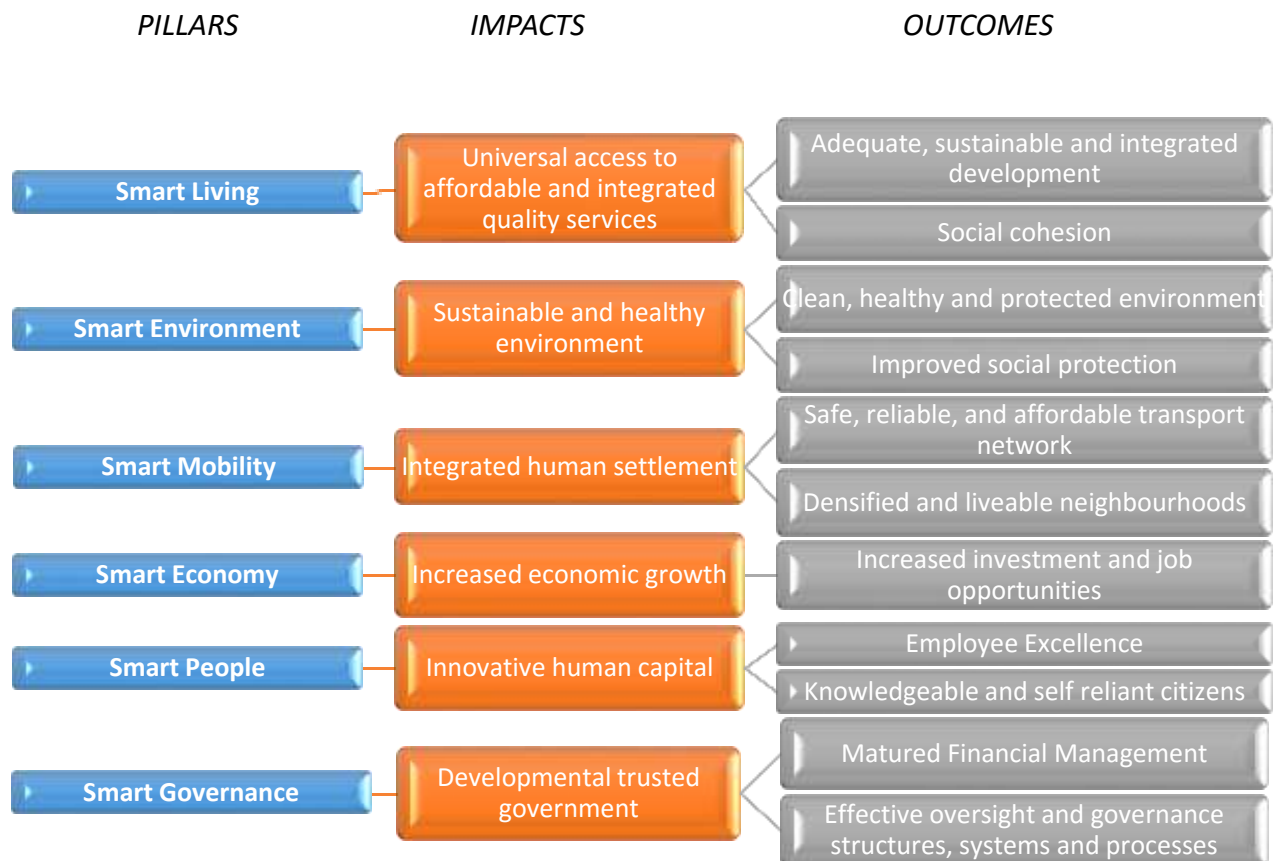 PILLARS IMPACTS OUTCOMES
Smart Living
Universal access to
affordable and integrated
quality services
Adequate, sustainable and integrated
development
Social cohesion
Smart Environment
Sustainable and healthy
environment
Clean, healthy and protected environment
Improved social protection
Smart Mobility
Integrated human settlement
Safe, reliable, and affordable transport
network
Densified and liveable neighbourhoods
Smart Economy
Increased economic growth
Increased investment and job
opportunities
Smart People
Innovative human capital
Employee Excellence
Knowledgeable and self reliant citizens
Smart Governance
Developmental trusted
government
Matured Financial Management
Effective oversight and governance
structures, systems and processes